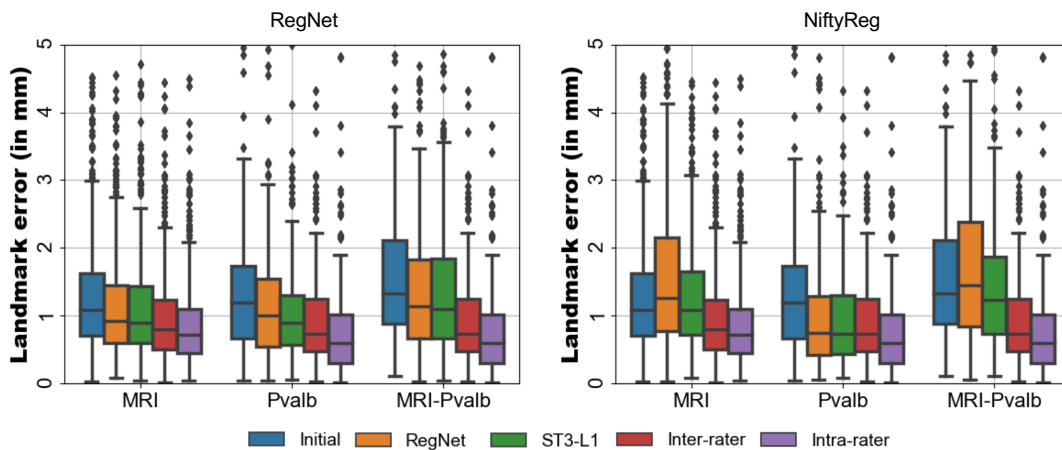 RegNet
NiftyReg
Landmark error (in mm)
5
4
3
2
1
0
MRI
Pvalb
MRI-Pvalb
Landmark error (in mm)
5
4
3
2
1
0
MRI
Pvalb
MRI-Pvalb
Initial RegNet ST3-L1 Inter-rater Intra-rater